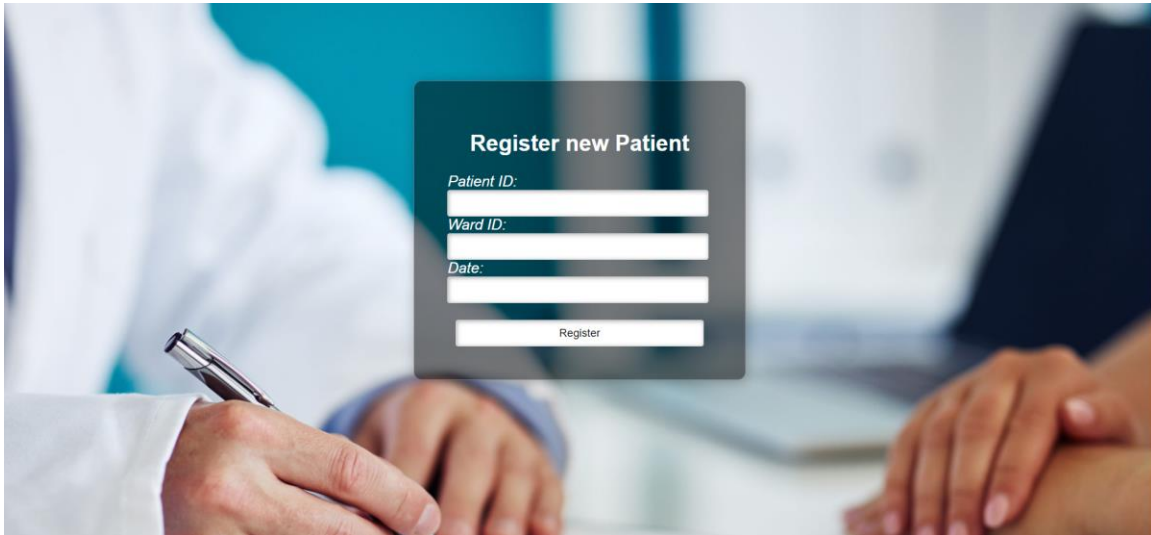 Register new Patient
Patient ID:
Ward ID:
Date:
Register